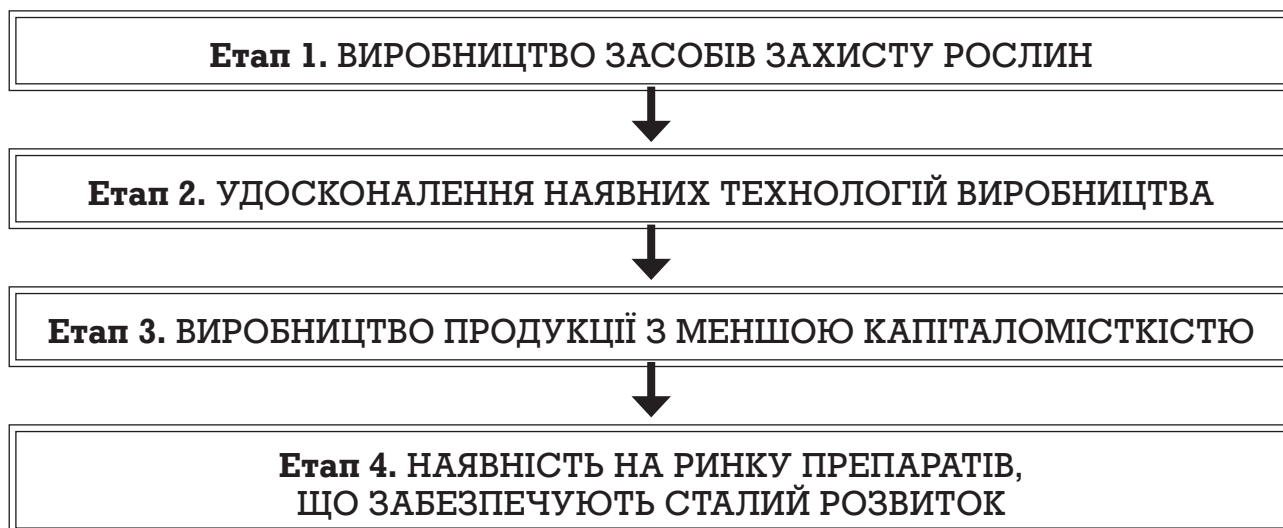 Етап 1. ВИРОБНИЦТВО ЗАСОБІВ ЗАХИСТУ РОСЛИН
Етап 2. УДОСКОНАЛЕННЯ НАЯВНИХ ТЕХНОЛОГІЙ ВИРОБНИЦТВА
Етап 3. ВИРОБНИЦТВО ПРОДУКЦІЇ З МЕНШОЮ КАПІТАЛОМІСТКІСТЮ
Етап 4. НАЯВНІСТЬ НА РИНКУ ПРЕПАРАТІВ,
ЩО ЗАБЕЗПЕЧУЮТЬ СТАЛИЙ РОЗВИТОК